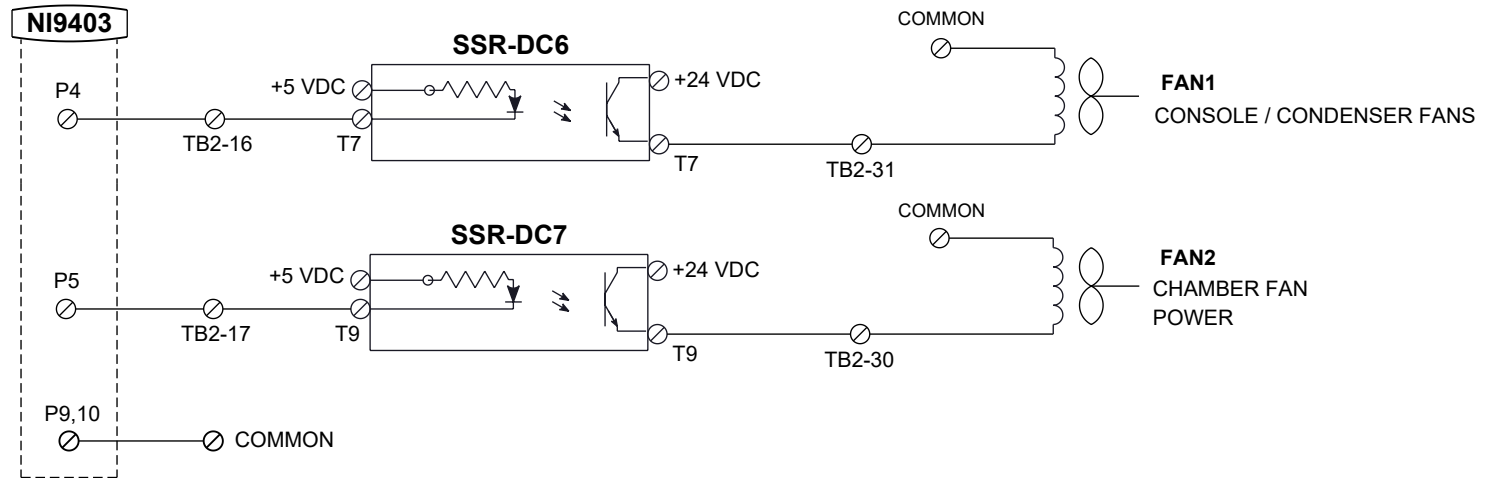 NI9403
COMMON
SSR-DC6
P4
+5 VDC
+24 VDC
FAN1
CONSOLE / CONDENSER FANS
TB2-16
T7
T7
TB2-31
COMMON
SSR-DC7
P5
+5 VDC
+24 VDC
FAN2
CHAMBER FAN
POWER
TB2-17
T9
T9
TB2-30
P9,10
COMMON